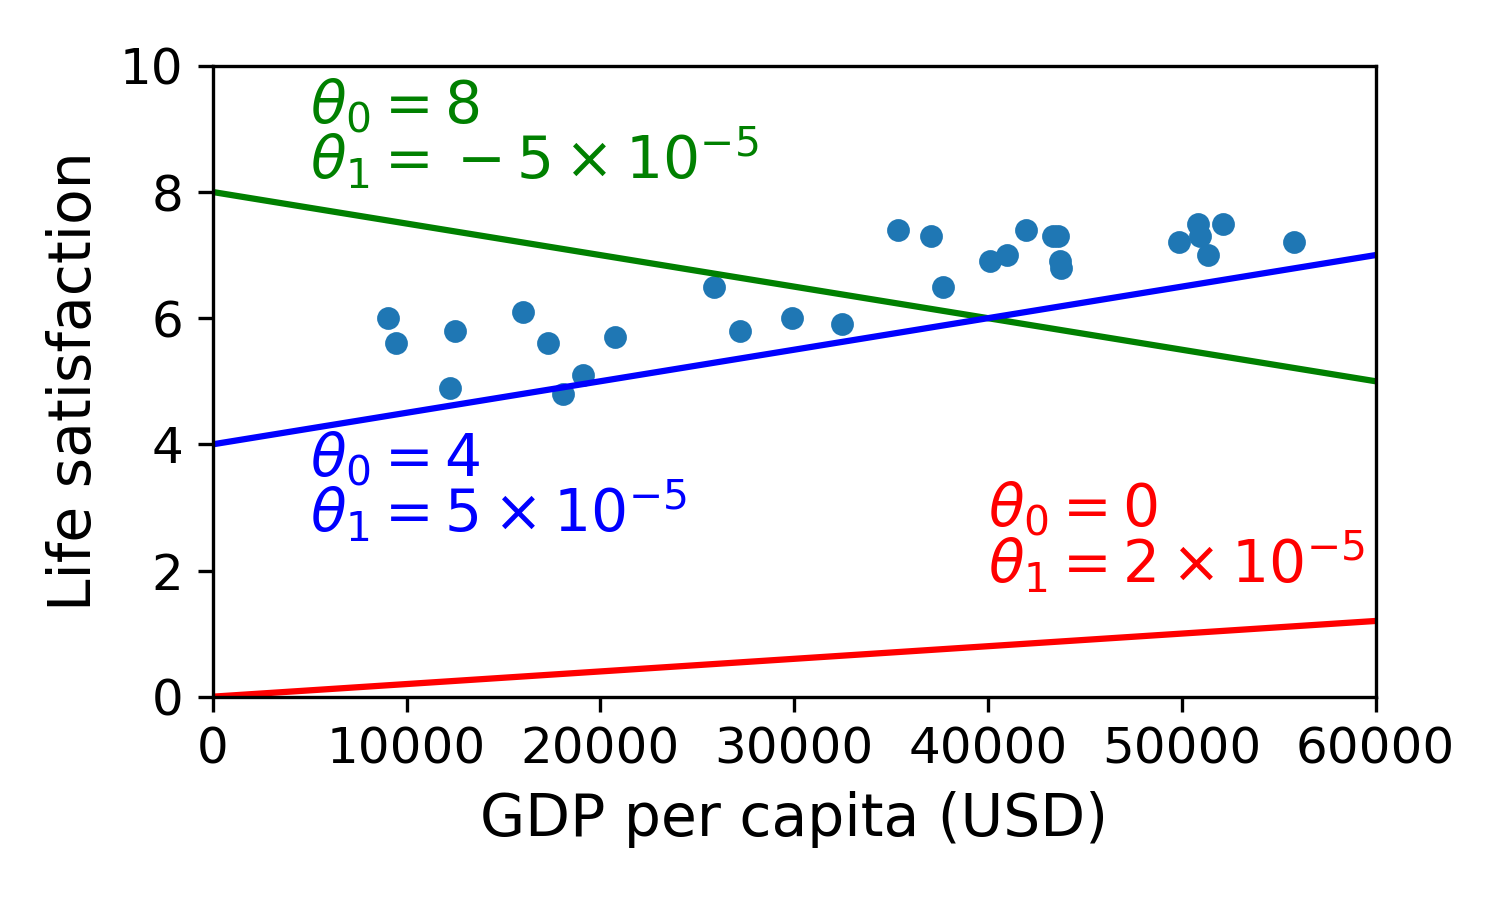 10
θ0 = 8
θ1 = −5 × 10−5
8
6
4
θ0 = 4
θ1 = 5 × 10−5
θ0 = 0
θ1 = 2 × 10−5
2
0
Life satisfaction
0 10000 20000 30000 40000 50000 60000
GDP per capita (USD)